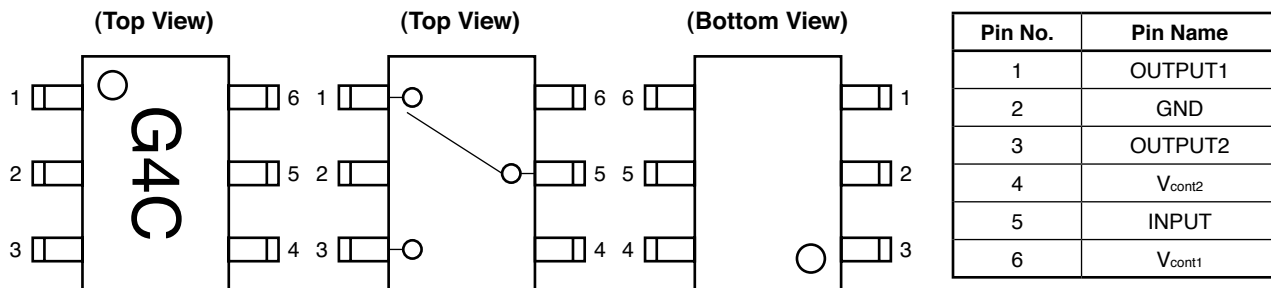 (Top View)
1
2
3
G4C
6
5
4
(Top View)
1
2
3
6
5
4
(Bottom View)
6
5
4
1
2
3
Pin No. Pin Name
1 OUTPUT1
2 GND
3 OUTPUT2
4 Vcont2
5 INPUT
6 Vcont1